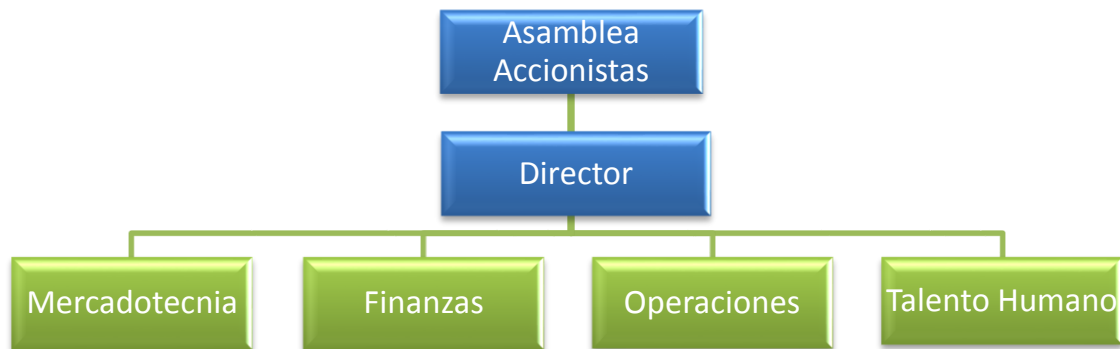 Asamblea
Accionistas
Director
Mercadotecnia
Finanzas
Operaciones
Talento Humano